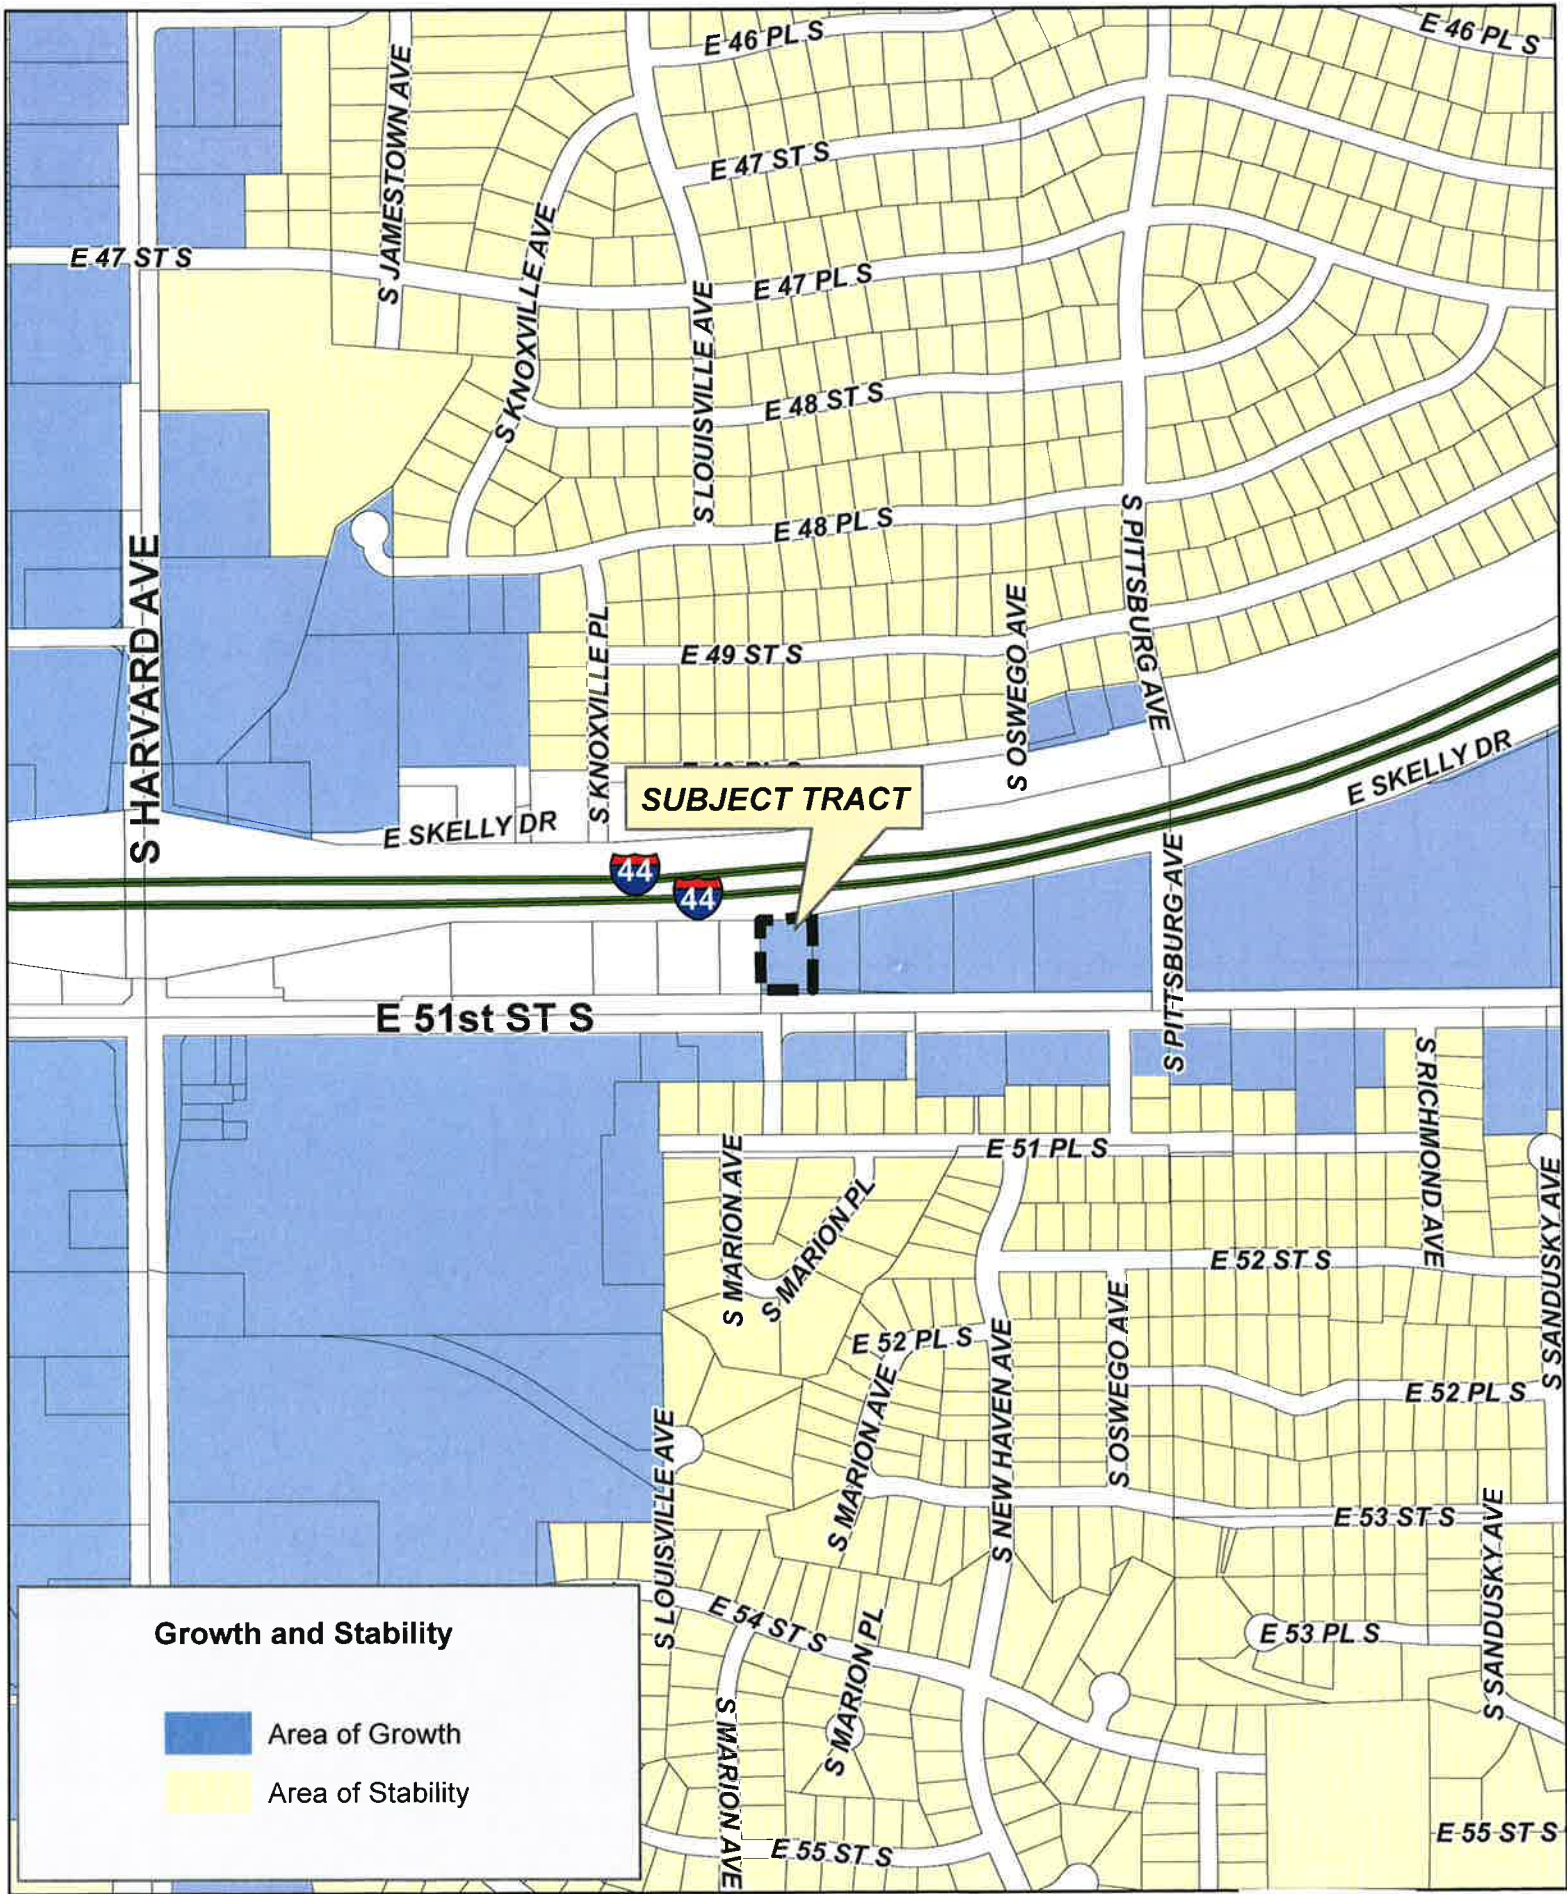 E 46 PL S
E 46 PL S
S JAMESTOWN AVE
E 47 ST S
E 47 ST S
S KNOXVILLE AVE
E 47 PL S
S LOUISVILLE AVE
E 48 ST S
E 48 PL S
S PITTSBURG AVE
S HARVARD AVE
S OSWEGO AVE
S KNOXVILLE PL
E 49 ST S
E SKELLY DR
SUBJECT TRACT
E SKELLY DR
44
44
S PITTSBURG AVE
E 51st ST S
S RICHMOND AVE
E 51 PL S
S MARION AVE
S MARION PL
S SANDUSKY AVE
E 52 ST S
E 52 PL S
S OSWEGO AVE
S NEW HAVEN AVE
S MARION AVE
E 52 PL S
S LOUISVILLE AVE
E 53 ST S
S SANDUSKY AVE
E 54 ST S
S MARION PL
E 53 PL S
S MARION AVE
E 55 ST S
E 55 ST S
Growth and Stability
Area of Growth
Area of Stability